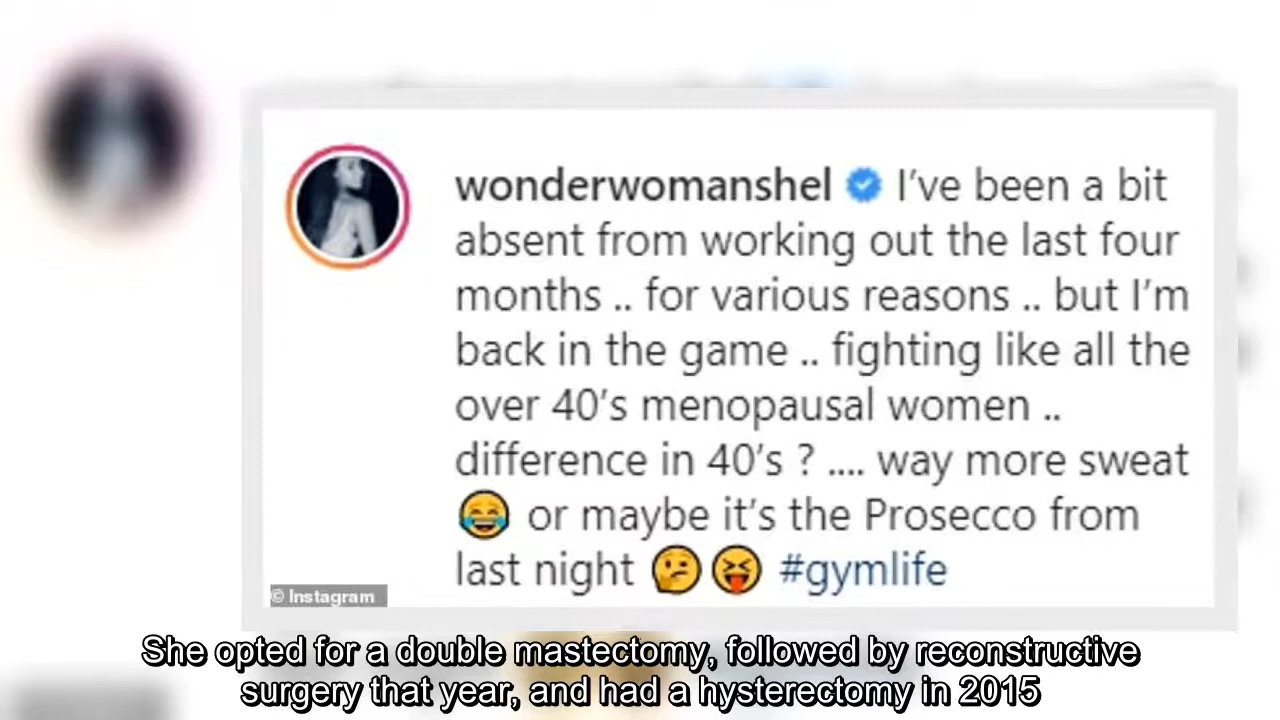 wonderwomanshel I've been a bit
absent from working out the last four
months .. for various reasons .. but I'm
back in the game .. fighting like all the
over 40's menopausal women ..
difference in 40's ? .... way more sweat
😂 or maybe it's the Prosecco from
last night 🤔😝 #gymlife
© Instagram
She opted for a double mastectomy, followed by reconstructive
surgery that year, and had a hysterectomy in 2015